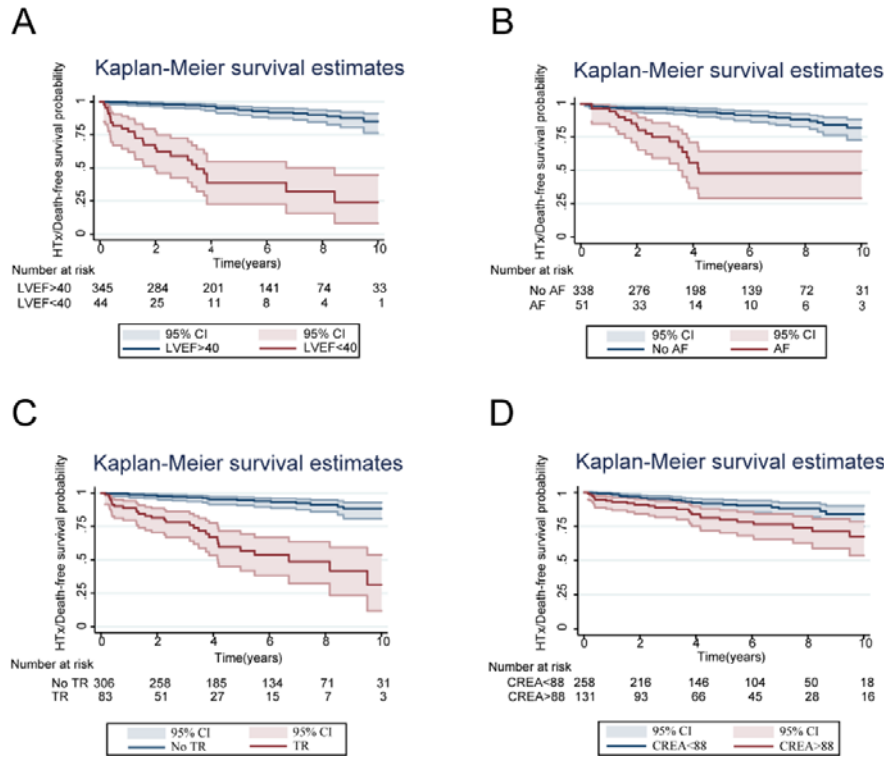 A
Kaplan-Meier survival estimates
HTx/Death-free survival probability
1
.75
.5
.25
0
0 2 4 6 8 10
Time(years)
Number at risk
LVEF>40 345 284 201 141 74 33
LVEF<40 44 25 11 8 4 1
95% CI 95% CI
LVEF>40 LVEF<40
B
Kaplan-Meier survival estimates
HTx/Death-free survival probability
1
.75
.5
.25
0
0 2 4 6 8 10
Time(years)
Number at risk
No AF 338 276 198 139 72 31
AF 51 33 14 10 6 3
95% CI 95% CI
No AF AF
C
Kaplan-Meier survival estimates
HTx/Death-free survival probability
1
.75
.5
.25
0
0 2 4 6 8 10
Time(years)
Number at risk
No TR 306 258 185 134 71 31
TR 83 51 27 15 7 3
95% CI 95% CI
No TR TR
D
Kaplan-Meier survival estimates
HTx/Death-free survival probability
1
.75
.5
.25
0
0 2 4 6 8 10
Time(years)
Number at risk
CREA<88 258 216 146 104 50 18
CREA>88 131 93 66 45 28 16
95% CI 95% CI
CREA<88 CREA>88